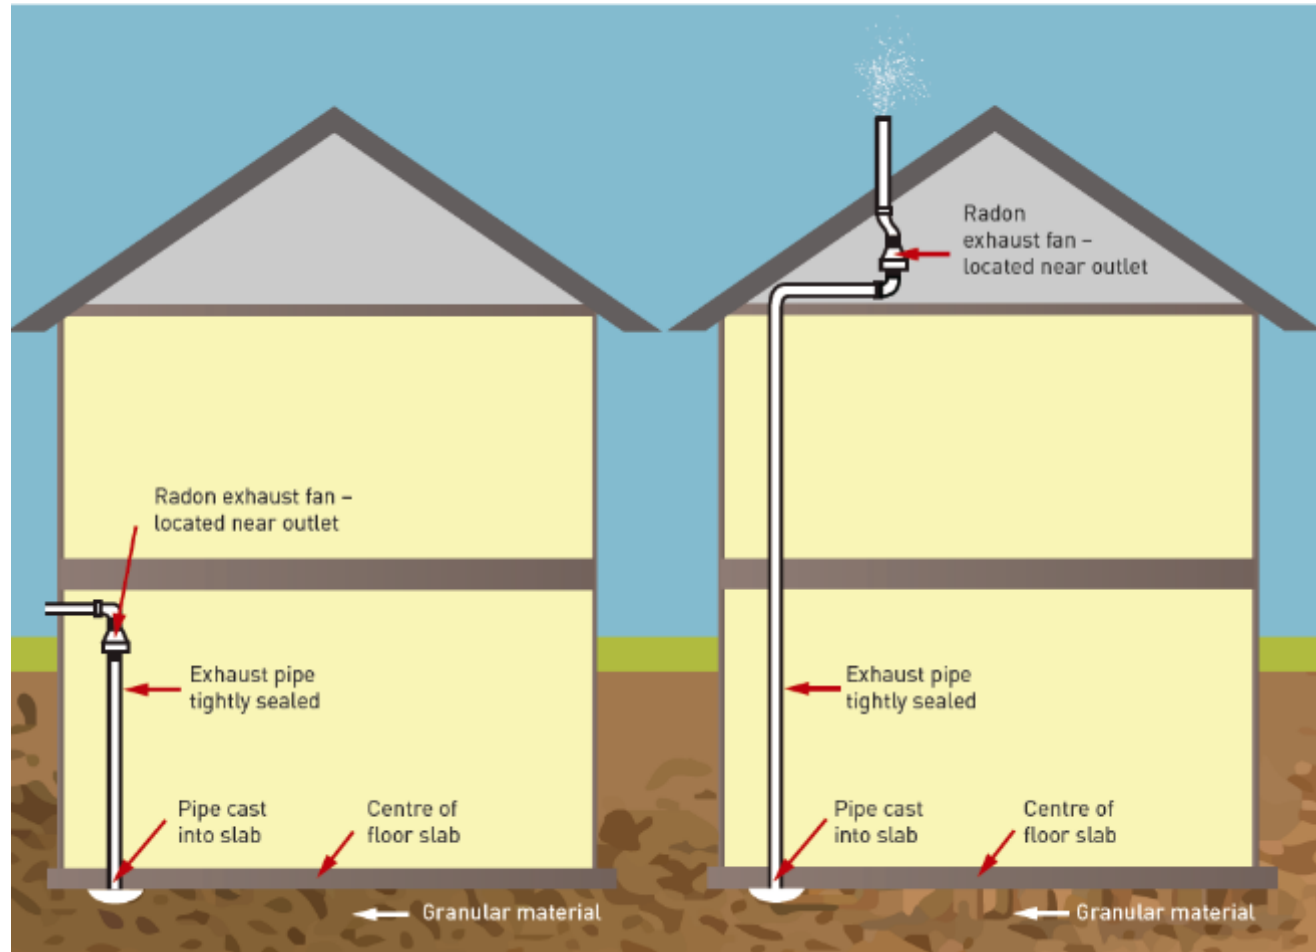 Radon exhaust fan –
located near outlet
Exhaust pipe
tightly sealed
Pipe cast
into slab
Centre of
floor slab
Granular material
Radon
exhaust fan –
located near outlet
Exhaust pipe
tightly sealed
Pipe cast
into slab
Centre of
floor slab
Granular material